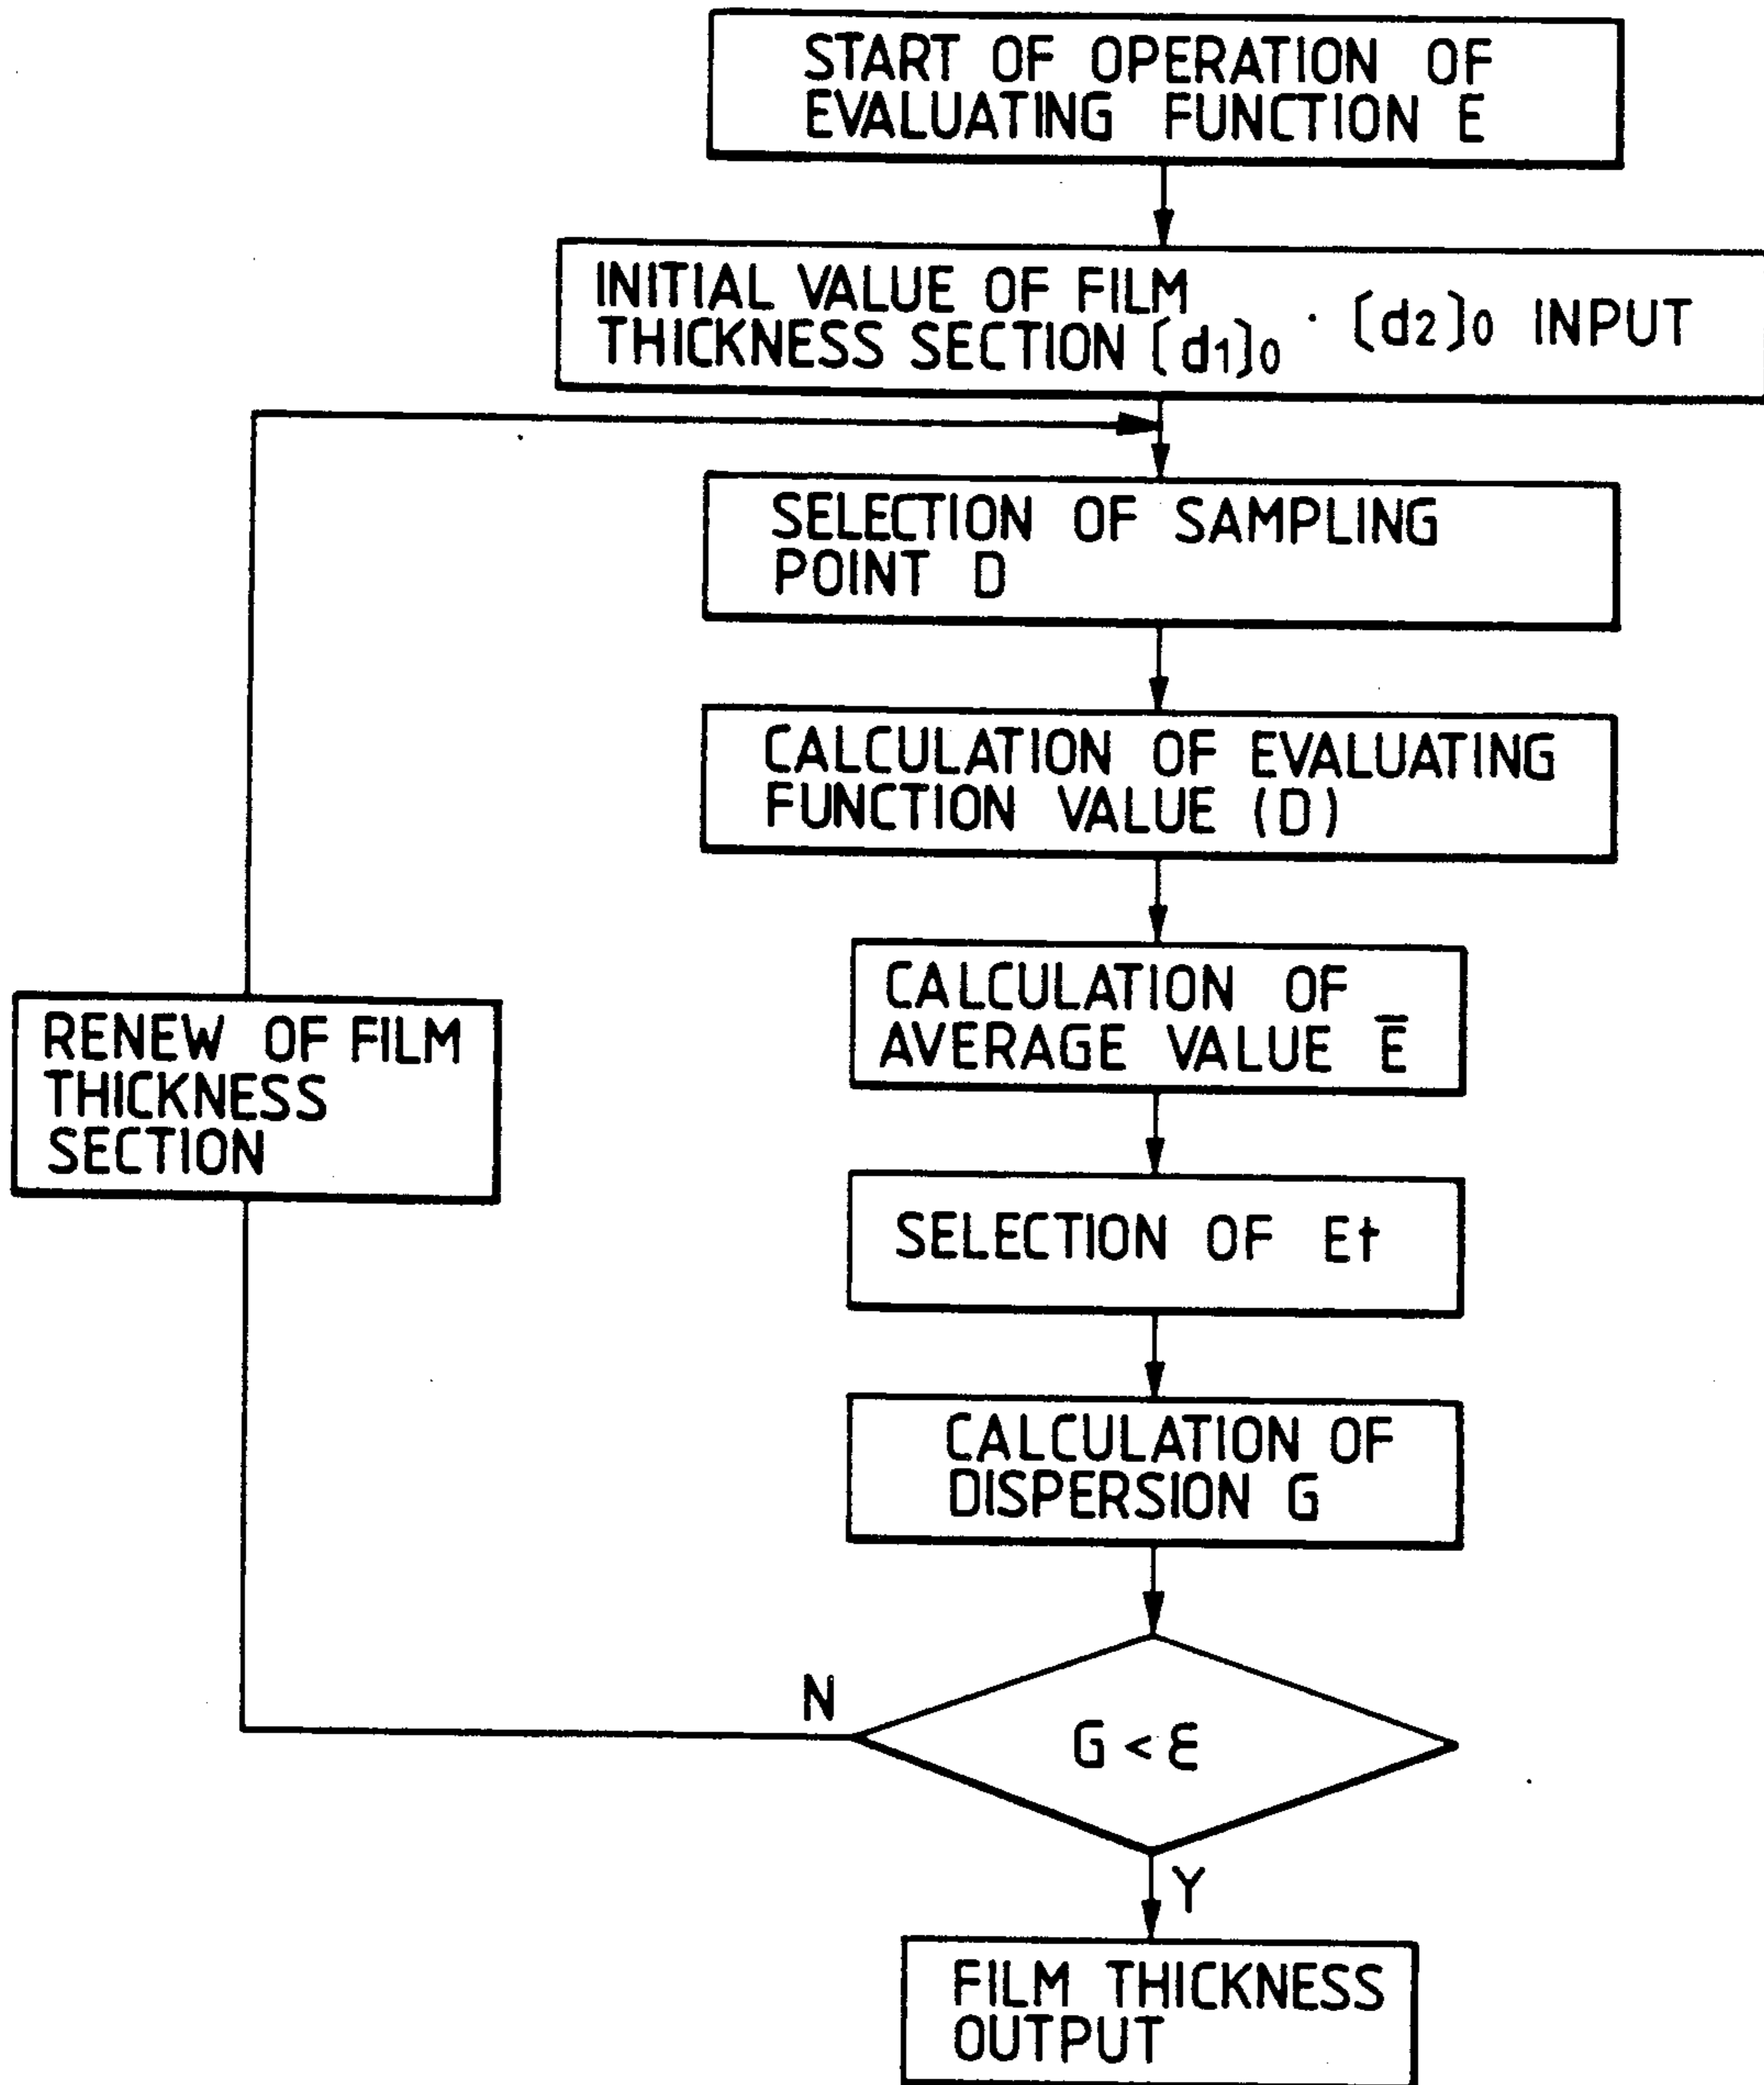 START OF OPERATION OF
EVALUATING FUNCTION E
INITIAL VALUE OF FILM
THICKNESS SECTION [d1]0 · [d2]0 INPUT
SELECTION OF SAMPLING
POINT D
CALCULATION OF EVALUATING
FUNCTION VALUE (D)
CALCULATION OF
AVERAGE VALUE E̅
RENEW OF FILM
THICKNESS
SECTION
SELECTION OF Et
CALCULATION OF
DISPERSION G
N
G < ε
Y
FILM THICKNESS
OUTPUT